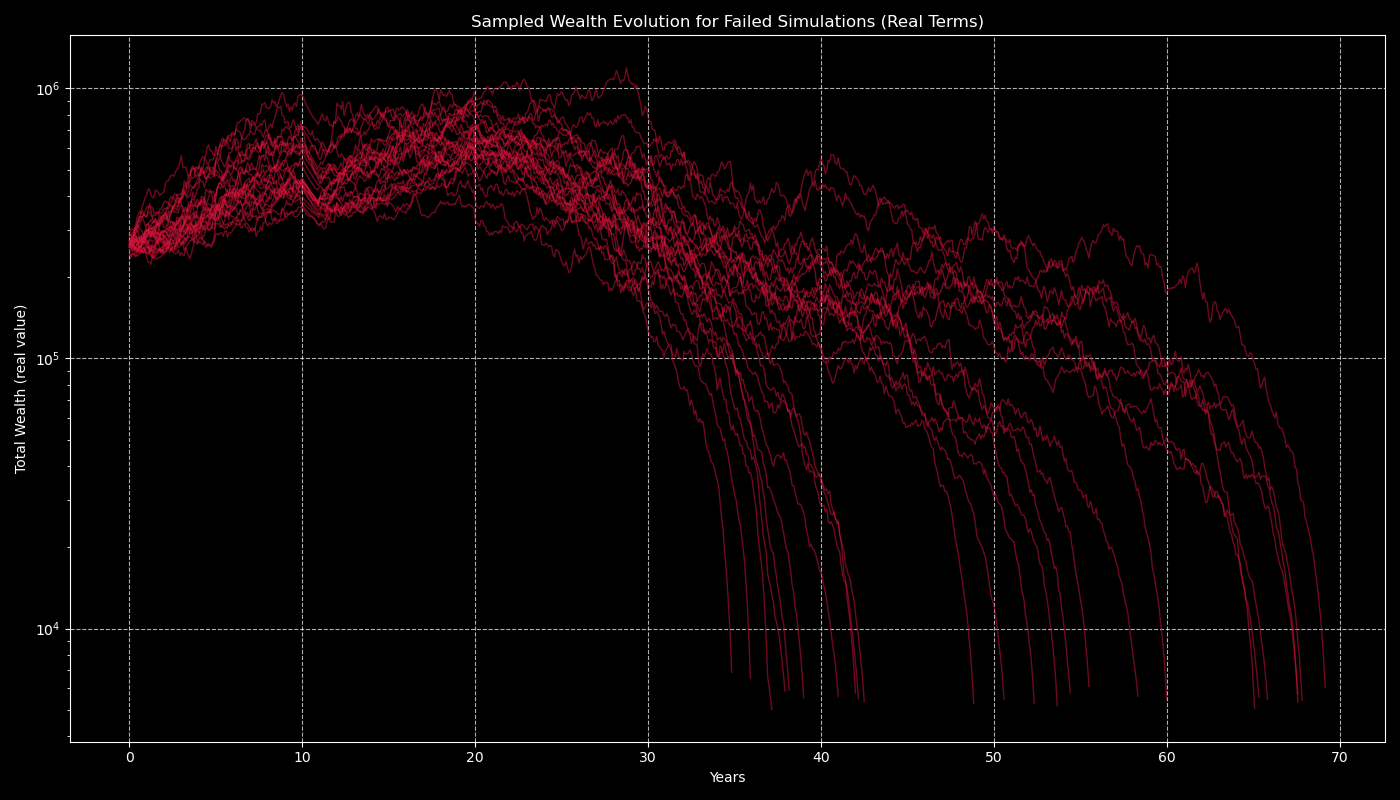 Sampled Wealth Evolution for Failed Simulations (Real Terms)
Total Wealth (real value)
10⁶
10⁵
10⁴
0 10 20 30 40 50 60 70
Years